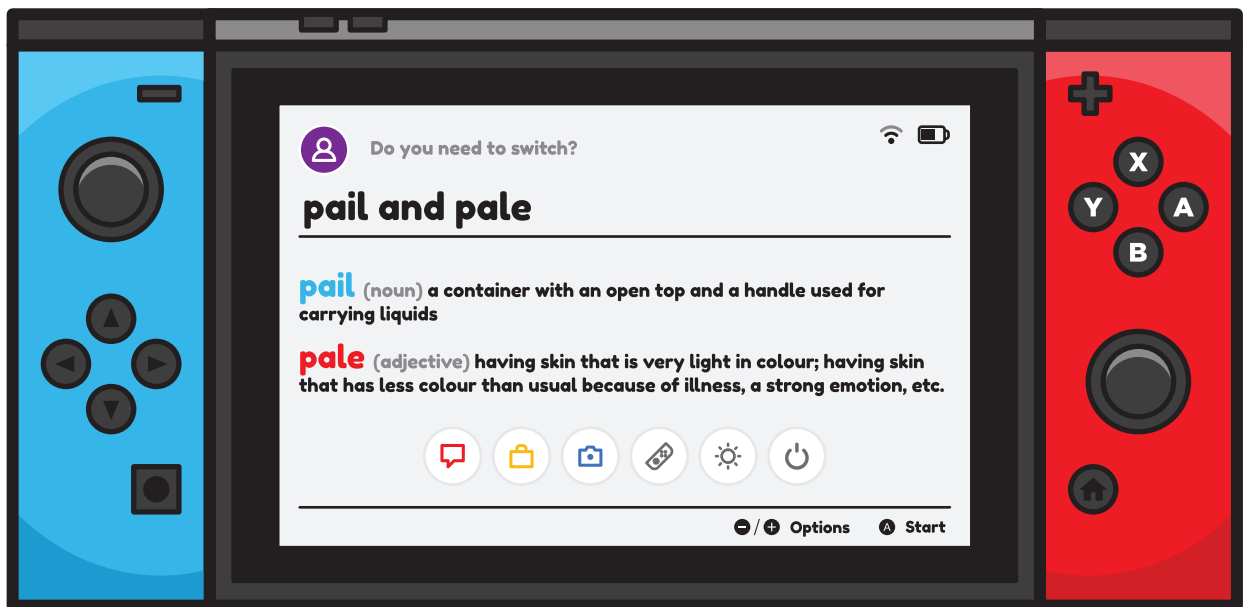 Do you need to switch?
pail and pale
X
Y
A
B
pail (noun) a container with an open top and a handle used for
carrying liquids
pale (adjective) having skin that is very light in colour; having skin
that has less colour than usual because of illness, a strong emotion, etc.
−/+ Options A Start